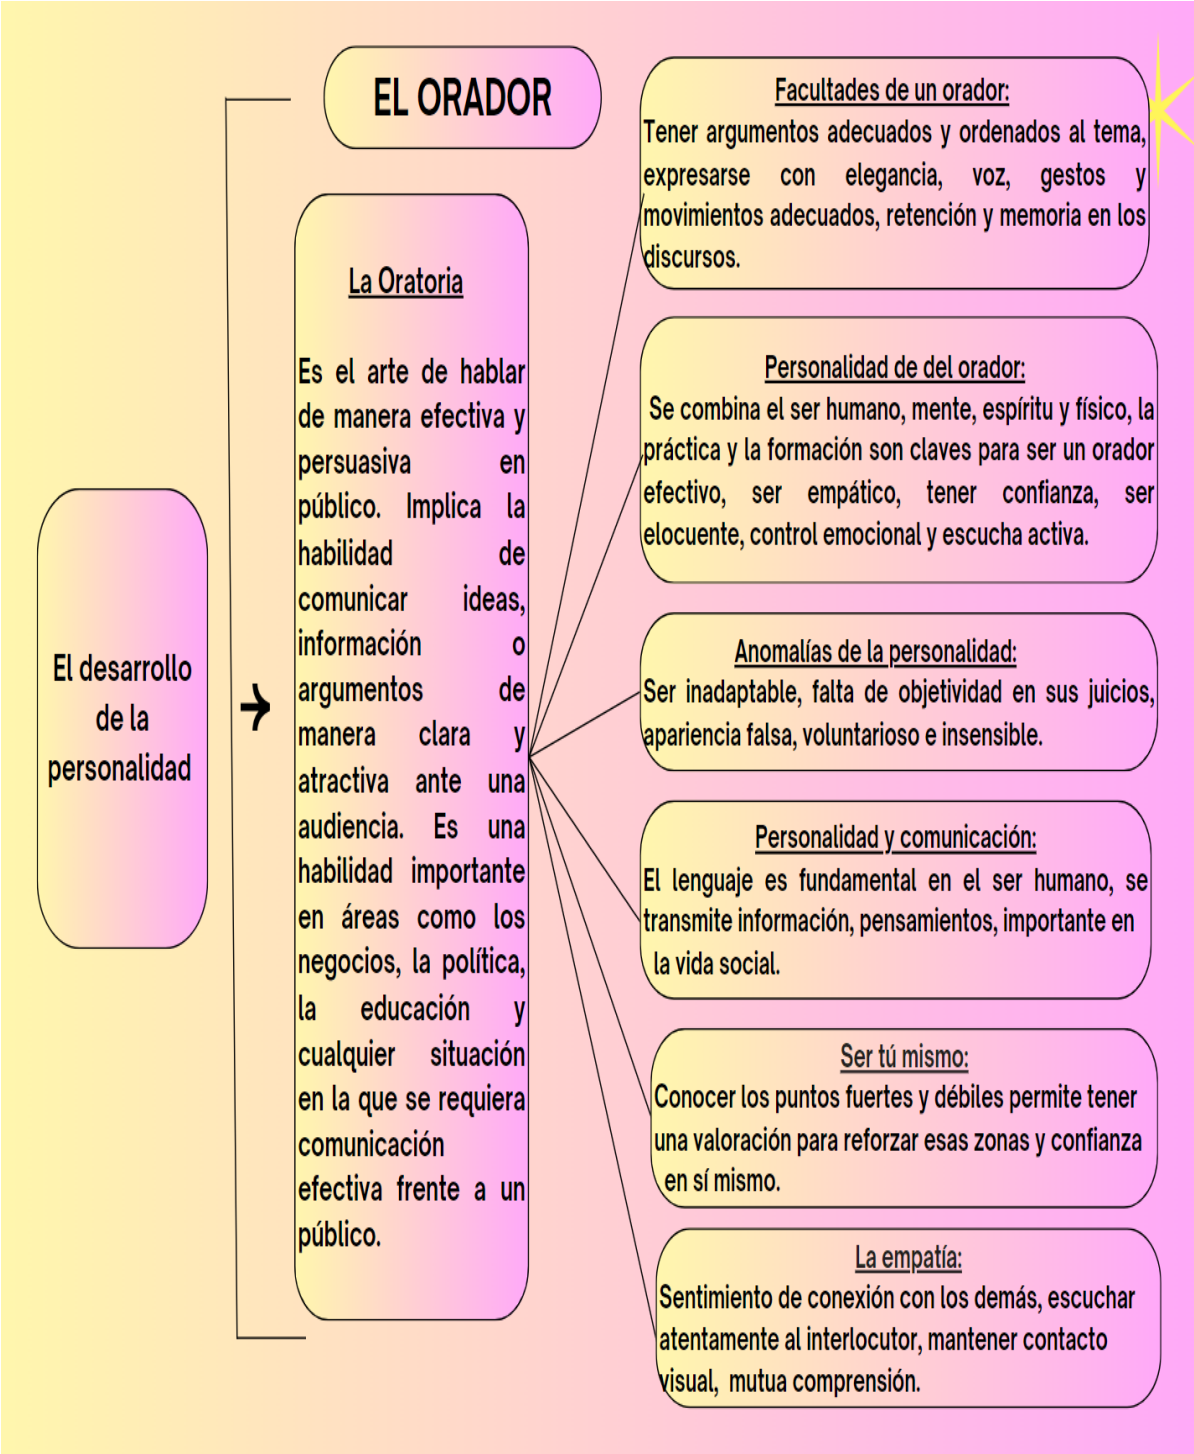 EL ORADOR
El desarrollo
de la
personalidad
La Oratoria
Es el arte de hablar
de manera efectiva y
persuasiva en
público. Implica la
habilidad de
comunicar ideas,
información o
argumentos de
manera clara y
atractiva ante una
audiencia. Es una
habilidad importante
en áreas como los
negocios, la política,
la educación y
cualquier situación
en la que se requiera
comunicación
efectiva frente a un
público.
Facultades de un orador:
Tener argumentos adecuados y ordenados al tema,
expresarse con elegancia, voz, gestos y
movimientos adecuados, retención y memoria en los
discursos.
Personalidad de del orador:
Se combina el ser humano, mente, espíritu y físico, la
práctica y la formación son claves para ser un orador
efectivo, ser empático, tener confianza, ser
elocuente, control emocional y escucha activa.
Anomalías de la personalidad:
Ser inadaptable, falta de objetividad en sus juicios,
apariencia falsa, voluntarioso e insensible.
Personalidad y comunicación:
El lenguaje es fundamental en el ser humano, se
transmite información, pensamientos, importante en
la vida social.
Ser tú mismo:
Conocer los puntos fuertes y débiles permite tener
una valoración para reforzar esas zonas y confianza
en sí mismo.
La empatía:
Sentimiento de conexión con los demás, escuchar
atentamente al interlocutor, mantener contacto
visual, mutua comprensión.